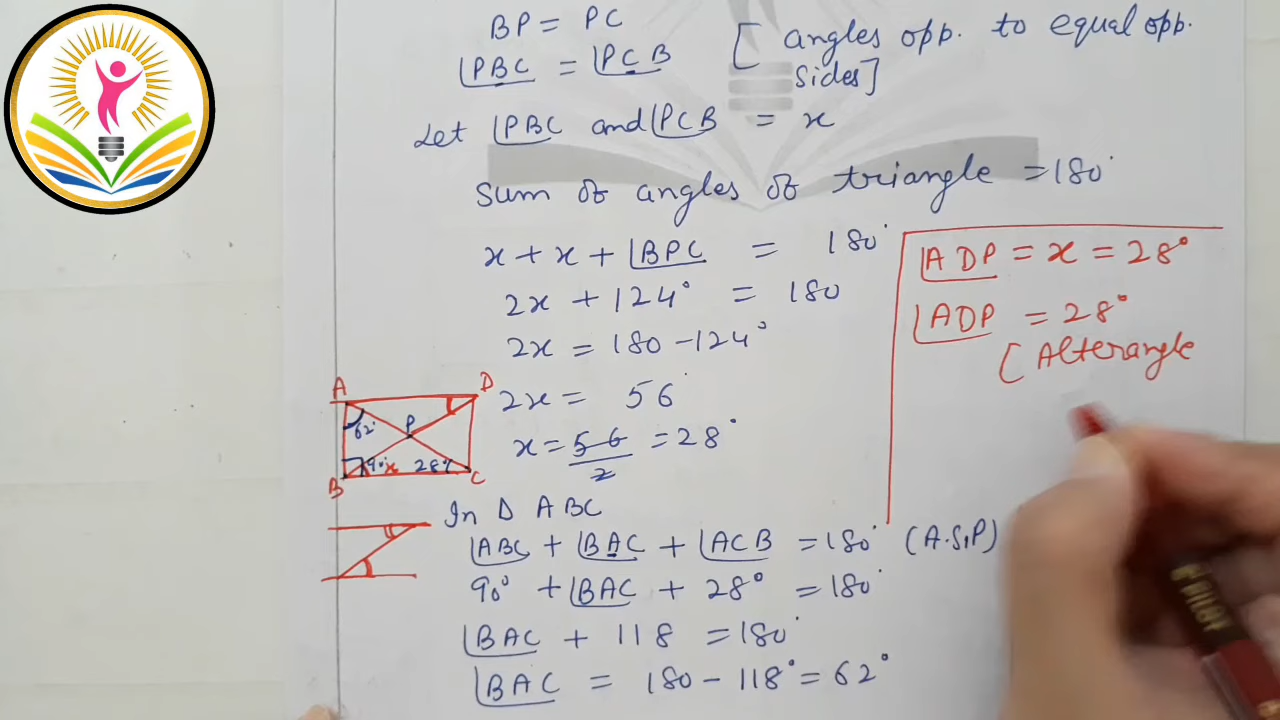 BP = PC
∠PBC = ∠PCB [angles opp. to equal opp. sides]
Let ∠PBC and ∠PCB = x
Sum of angles of triangle = 180°
x + x + ∠BPC = 180°
2x + 124° = 180
2x = 180 - 124°
2x = 56
x = 56/2 = 28°
In Δ ABC
∠ABC + ∠BAC + ∠ACB = 180° (A.S.P)
90° + ∠BAC + 28° = 180°
∠BAC + 118 = 180°
∠BAC = 180 - 118° = 62°
∠ADP = x = 28°
∠ADP = 28°
[Alterangle
A D
62° P
90° x 28°
B C